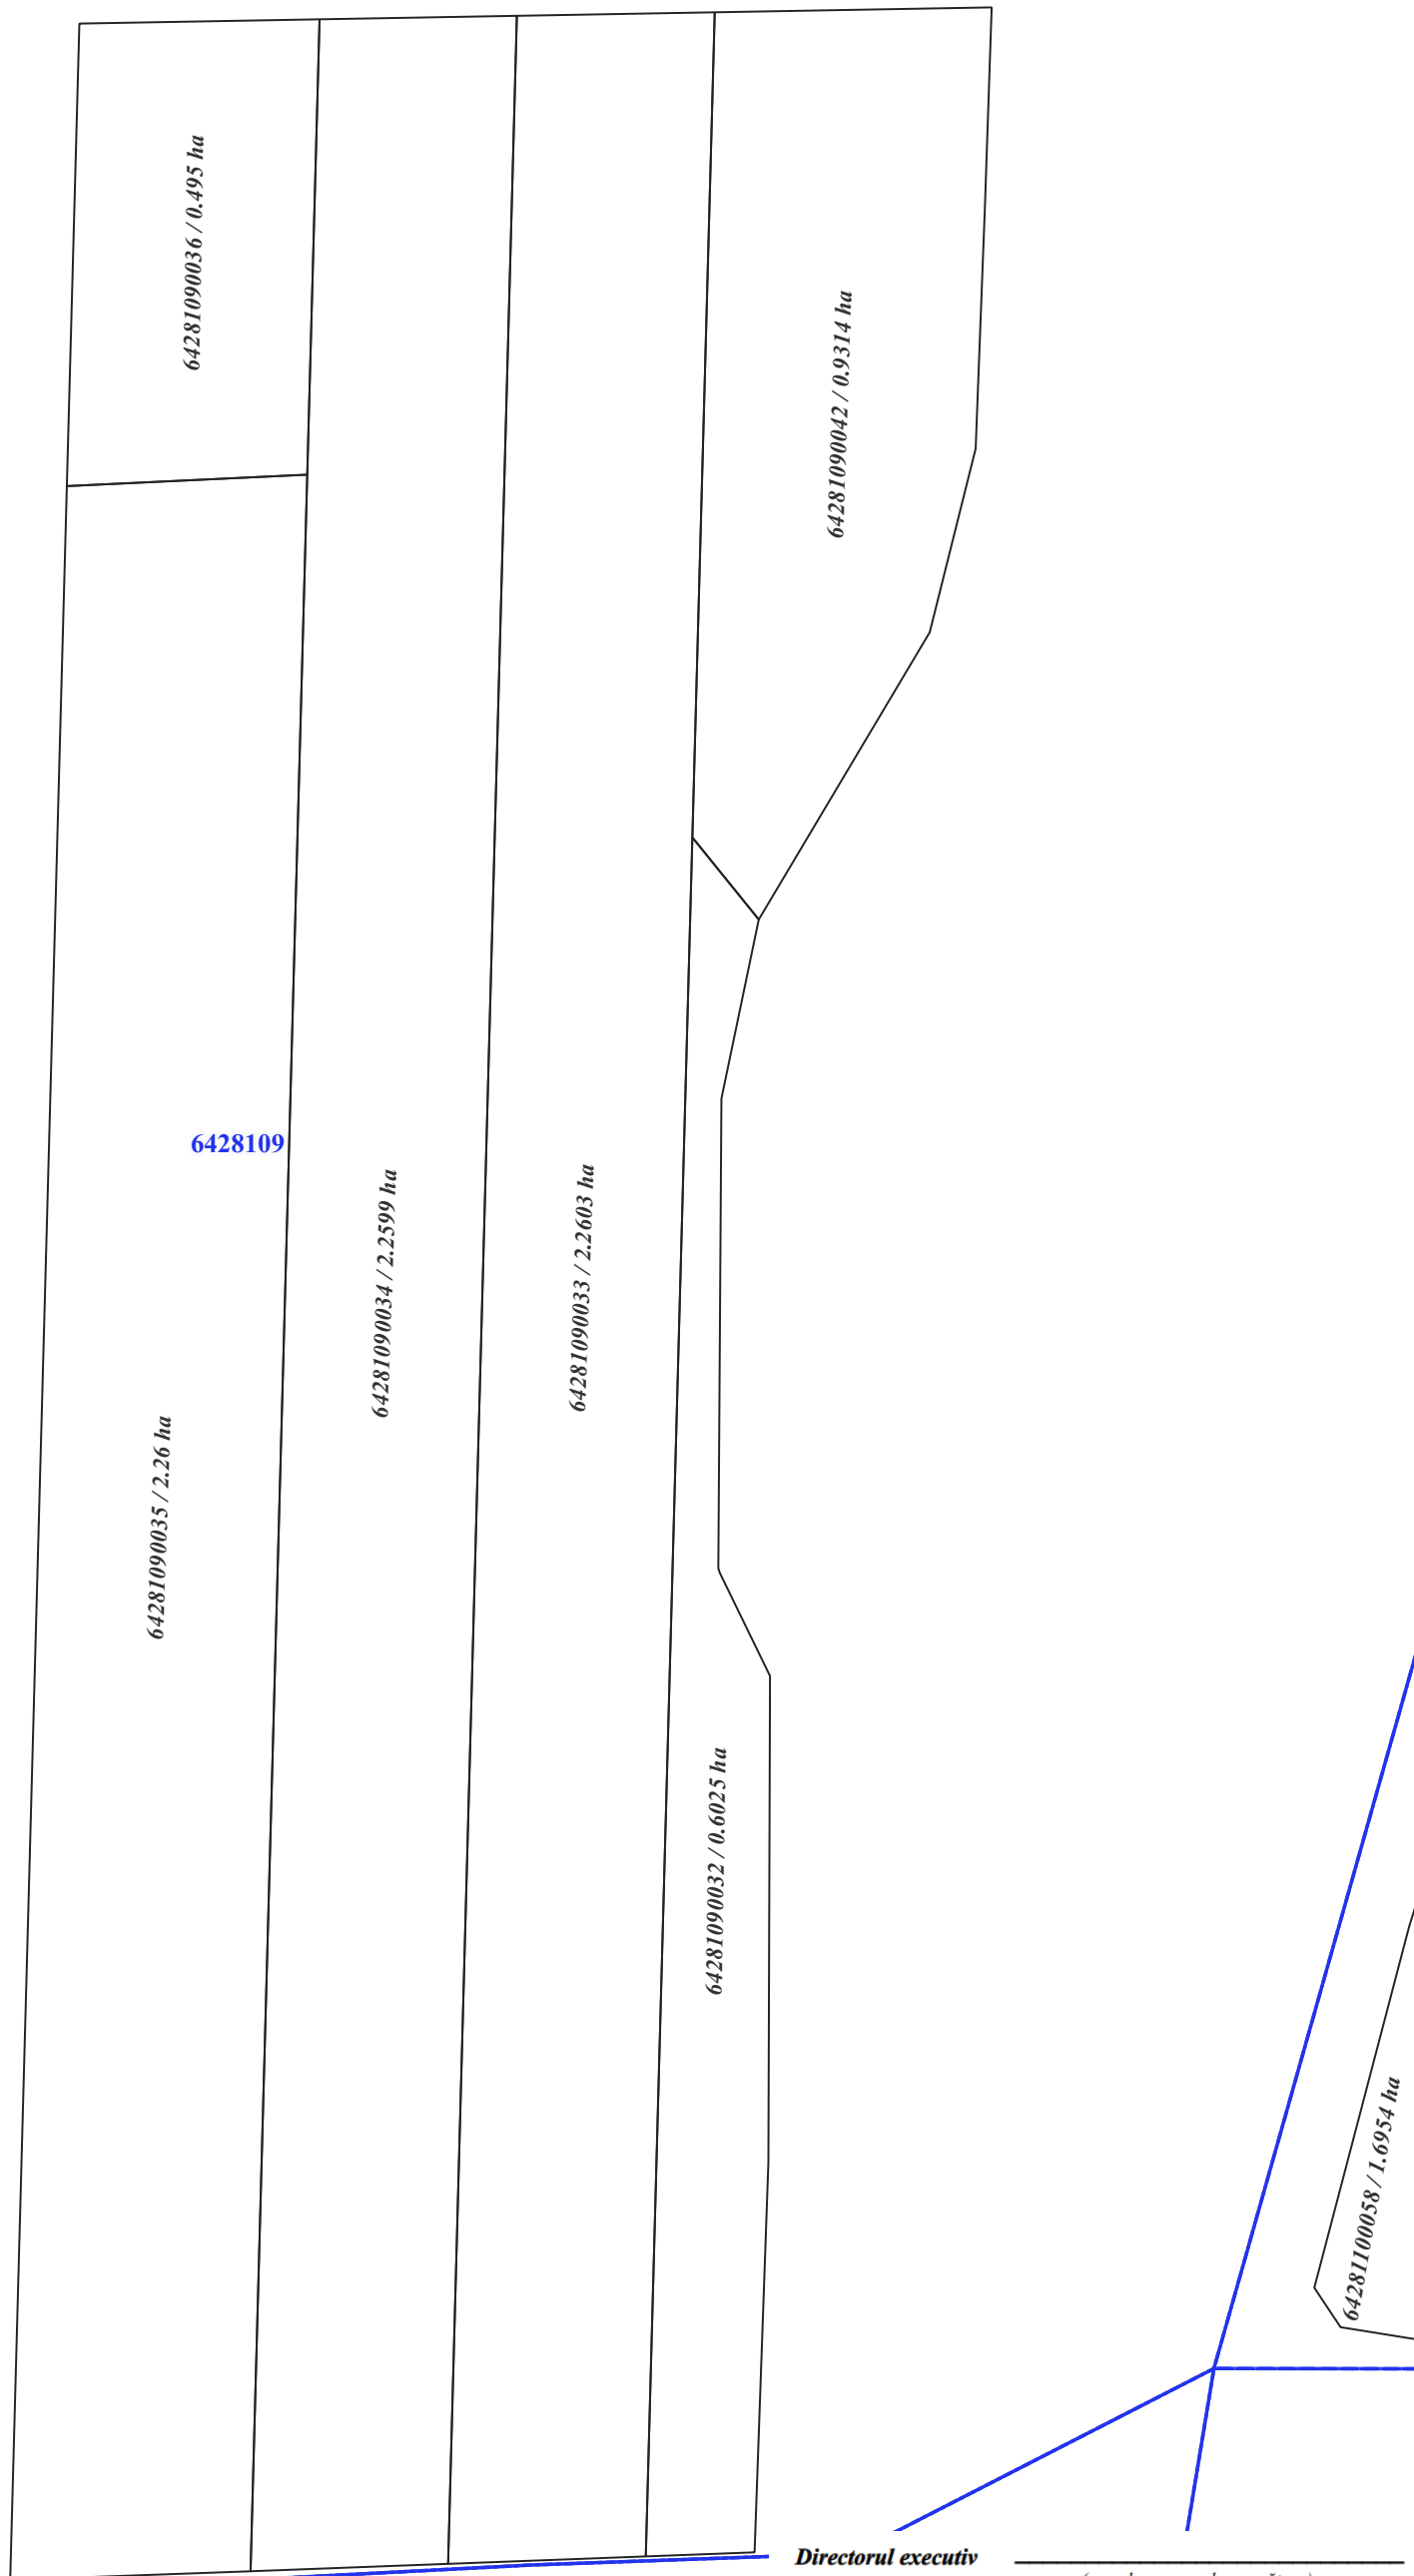 64281090036 / 0.495 ha
64281090042 / 0.9314 ha
6428109
64281090034 / 2.2599 ha
64281090033 / 2.2603 ha
64281090035 / 2.26 ha
64281090032 / 0.6025 ha
64281100058 / 1.6954 ha
Directorul executiv